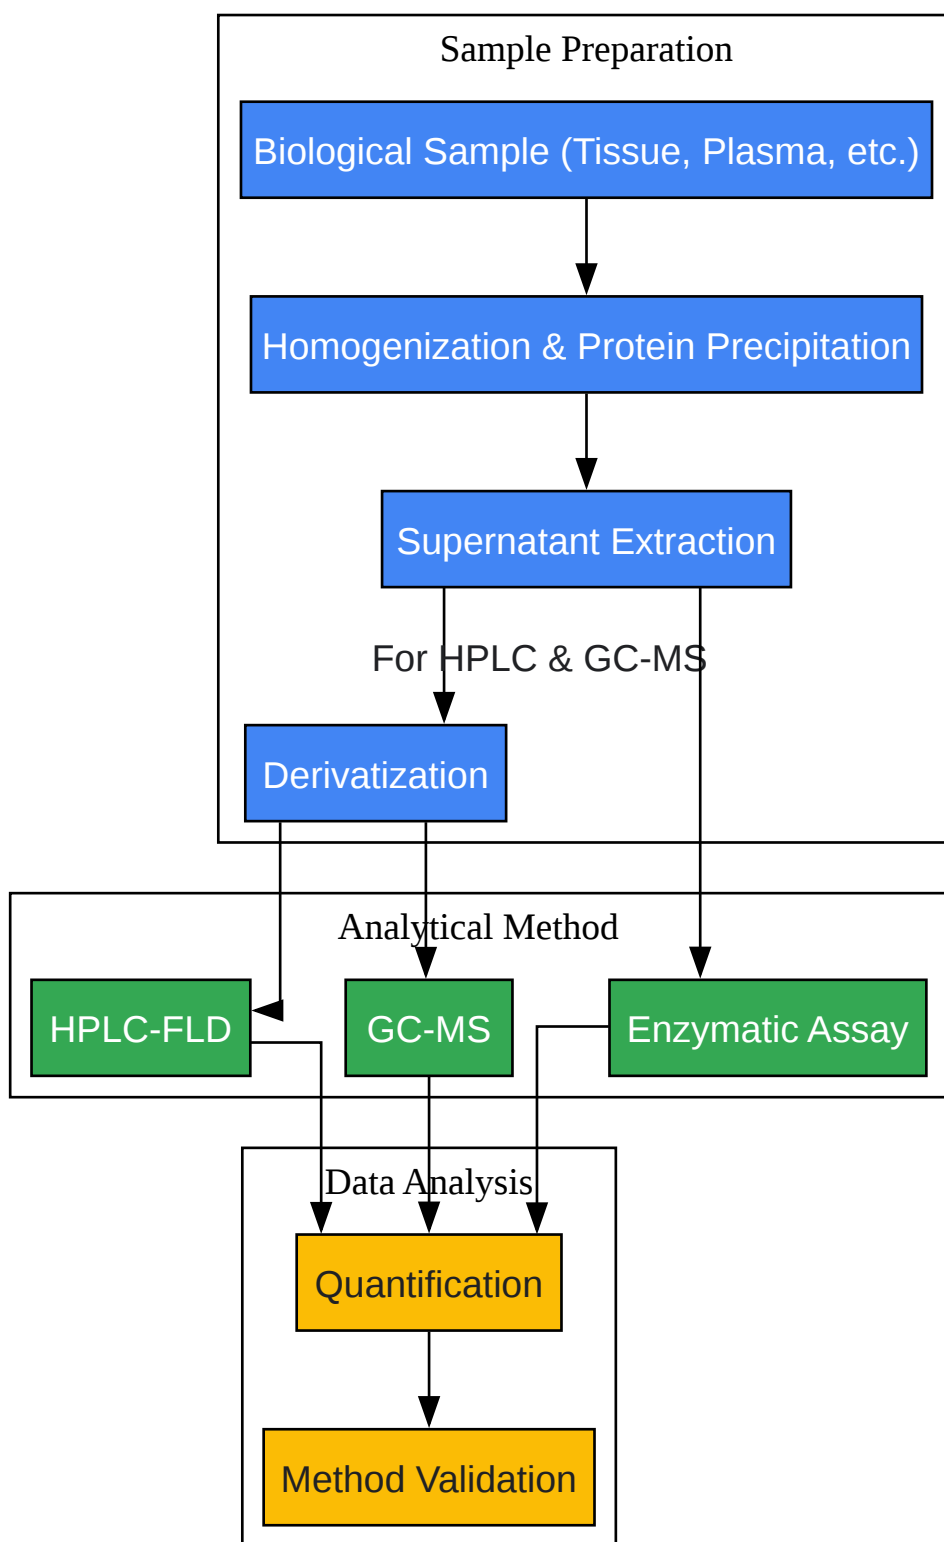 Sample Preparation
Biological Sample (Tissue, Plasma, etc.)
Homogenization & Protein Precipitation
Supernatant Extraction
For HPLC & GC-MS
Derivatization
Analytical Method
HPLC-FLD
GC-MS
Enzymatic Assay
Data Analysis
Quantification
Method Validation